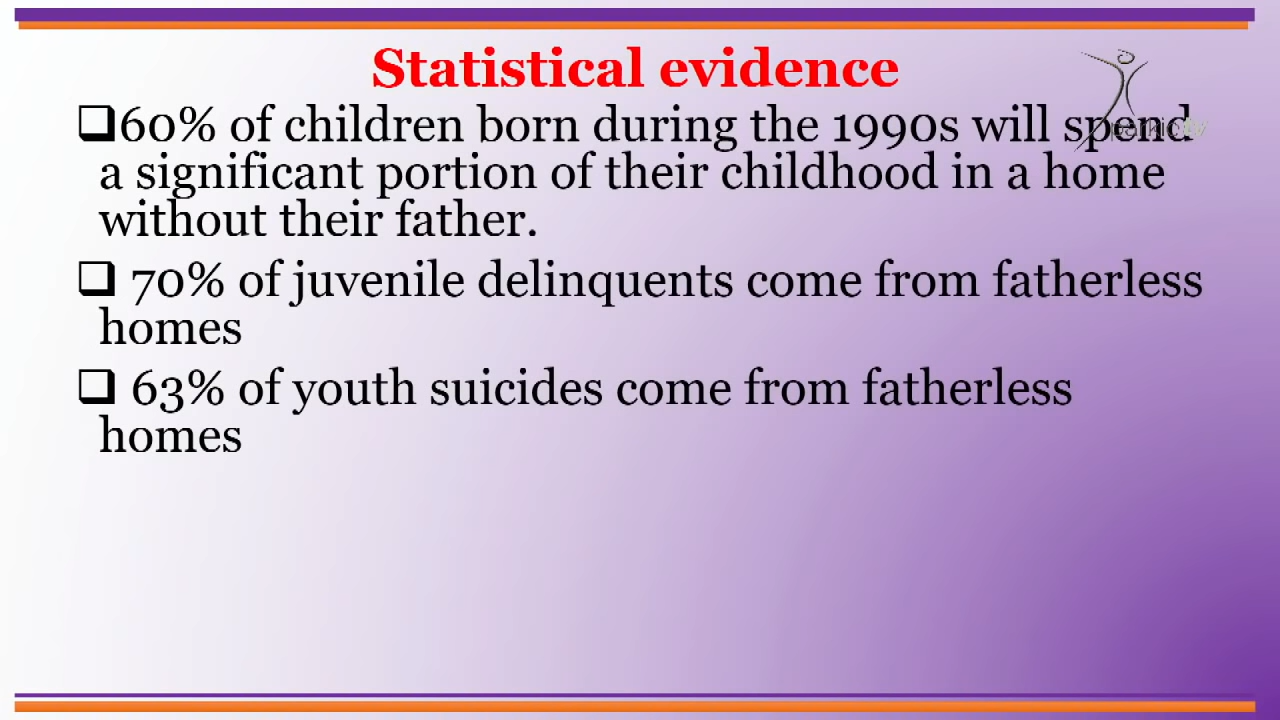 Statistical evidence
❑60% of children born during the 1990s will spend
a significant portion of their childhood in a home
without their father.
❑ 70% of juvenile delinquents come from fatherless
homes
❑ 63% of youth suicides come from fatherless
homes